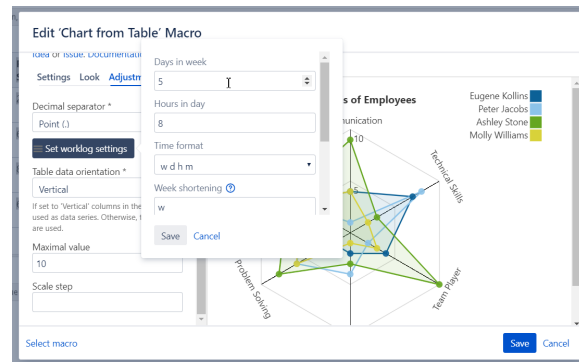 Edit 'Chart from Table' Macro
Idea or Issue. Documentati
Settings Look Adjustm
Decimal separator *
Point (.)
Set worklog settings
Table data orientation *
Vertical
If set to 'Vertical' columns in the
used as data series. Otherwise,
are used.
Maximal value
10
Scale step
Days in week
5
Hours in day
8
Time format
w d h m
Week shortening
w
Save Cancel
s of Employees
unication
10
5
Technical Skills
Team Player
Problem Solving
Eugene Kollins
Peter Jacobs
Ashley Stone
Molly Williams
Select macro
Save Cancel